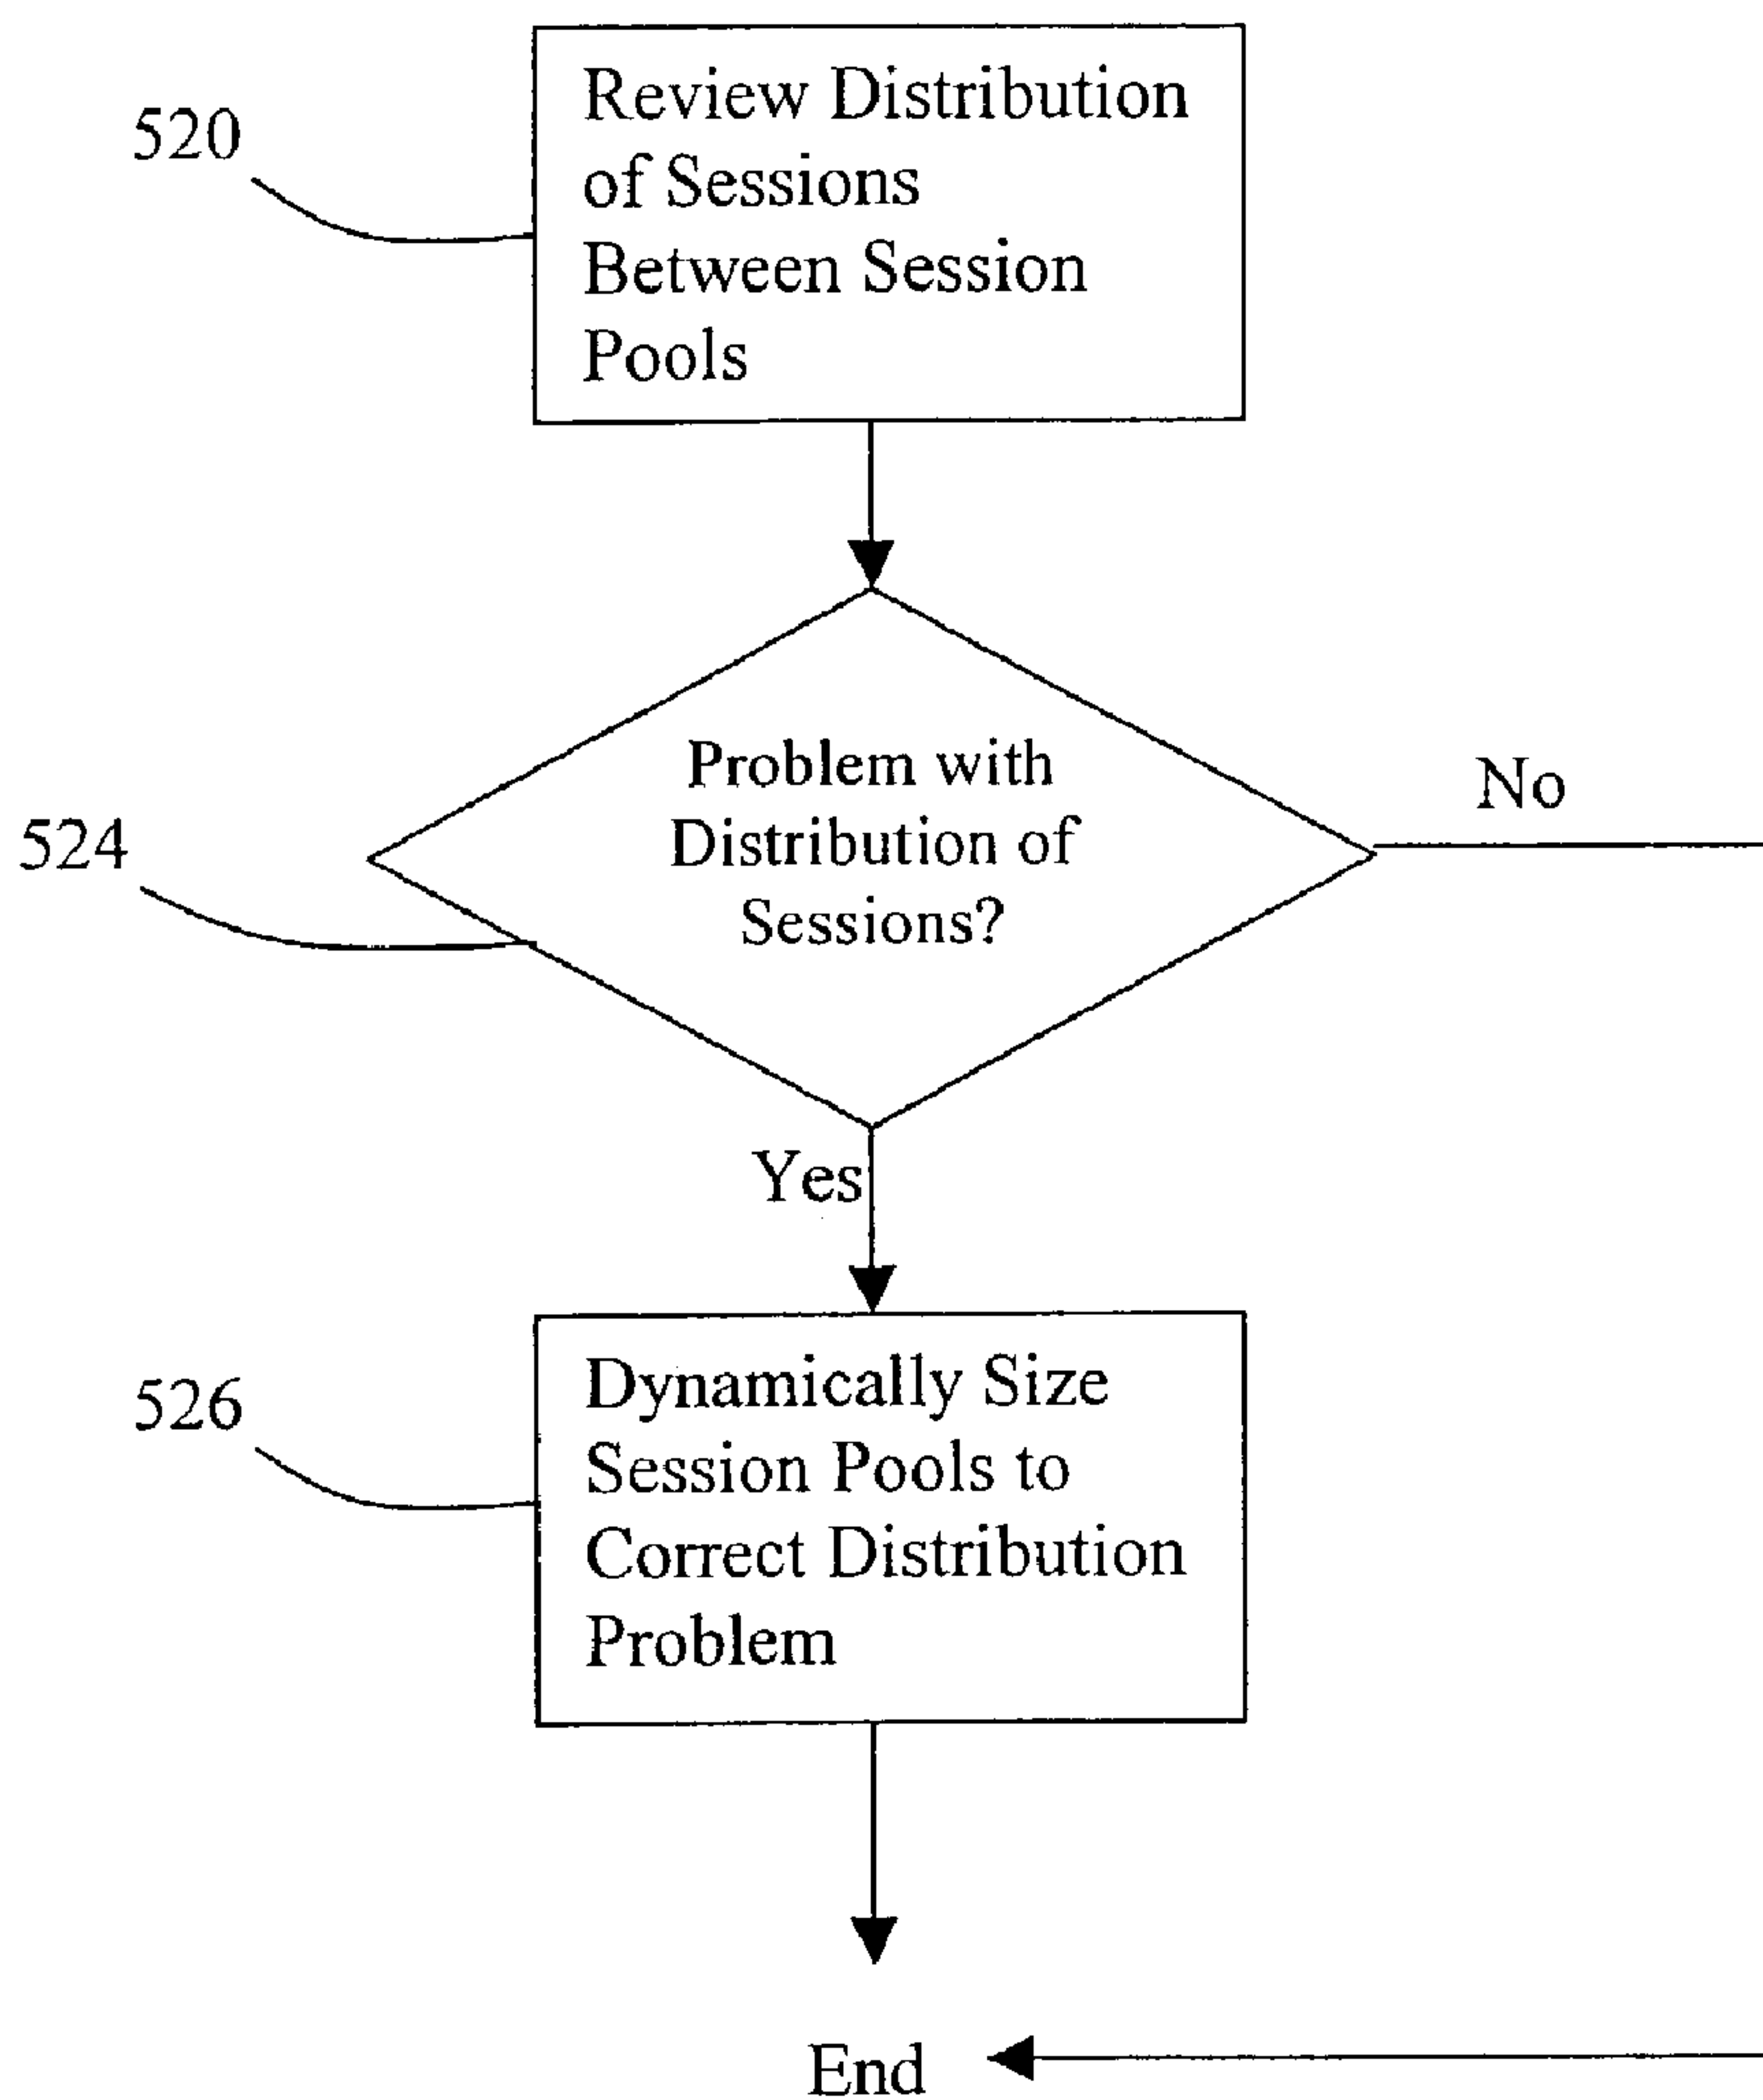 520
Review Distribution
of Sessions
Between Session
Pools
524
Problem with
Distribution of
Sessions?
No
Yes
526
Dynamically Size
Session Pools to
Correct Distribution
Problem
End